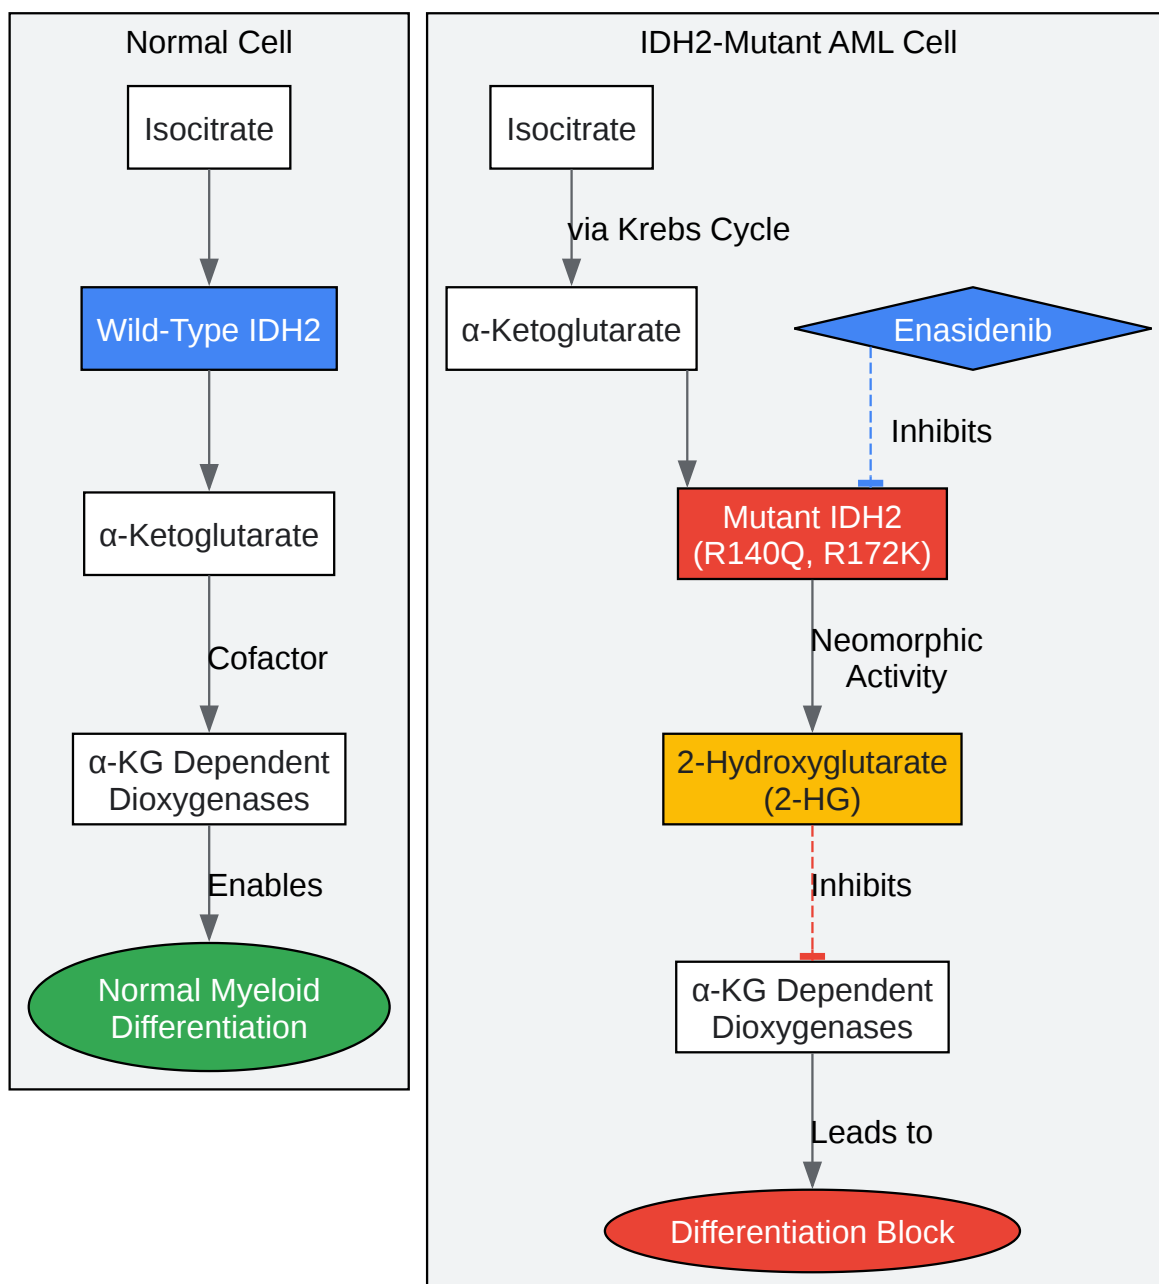 Normal Cell
Isocitrate
Wild-Type IDH2
α-Ketoglutarate
Cofactor
α-KG Dependent
Dioxygenases
Enables
Normal Myeloid
Differentiation
IDH2-Mutant AML Cell
Isocitrate
via Krebs Cycle
α-Ketoglutarate
Enasidenib
Inhibits
Mutant IDH2
(R140Q, R172K)
Neomorphic
Activity
2-Hydroxyglutarate
(2-HG)
Inhibits
α-KG Dependent
Dioxygenases
Leads to
Differentiation Block